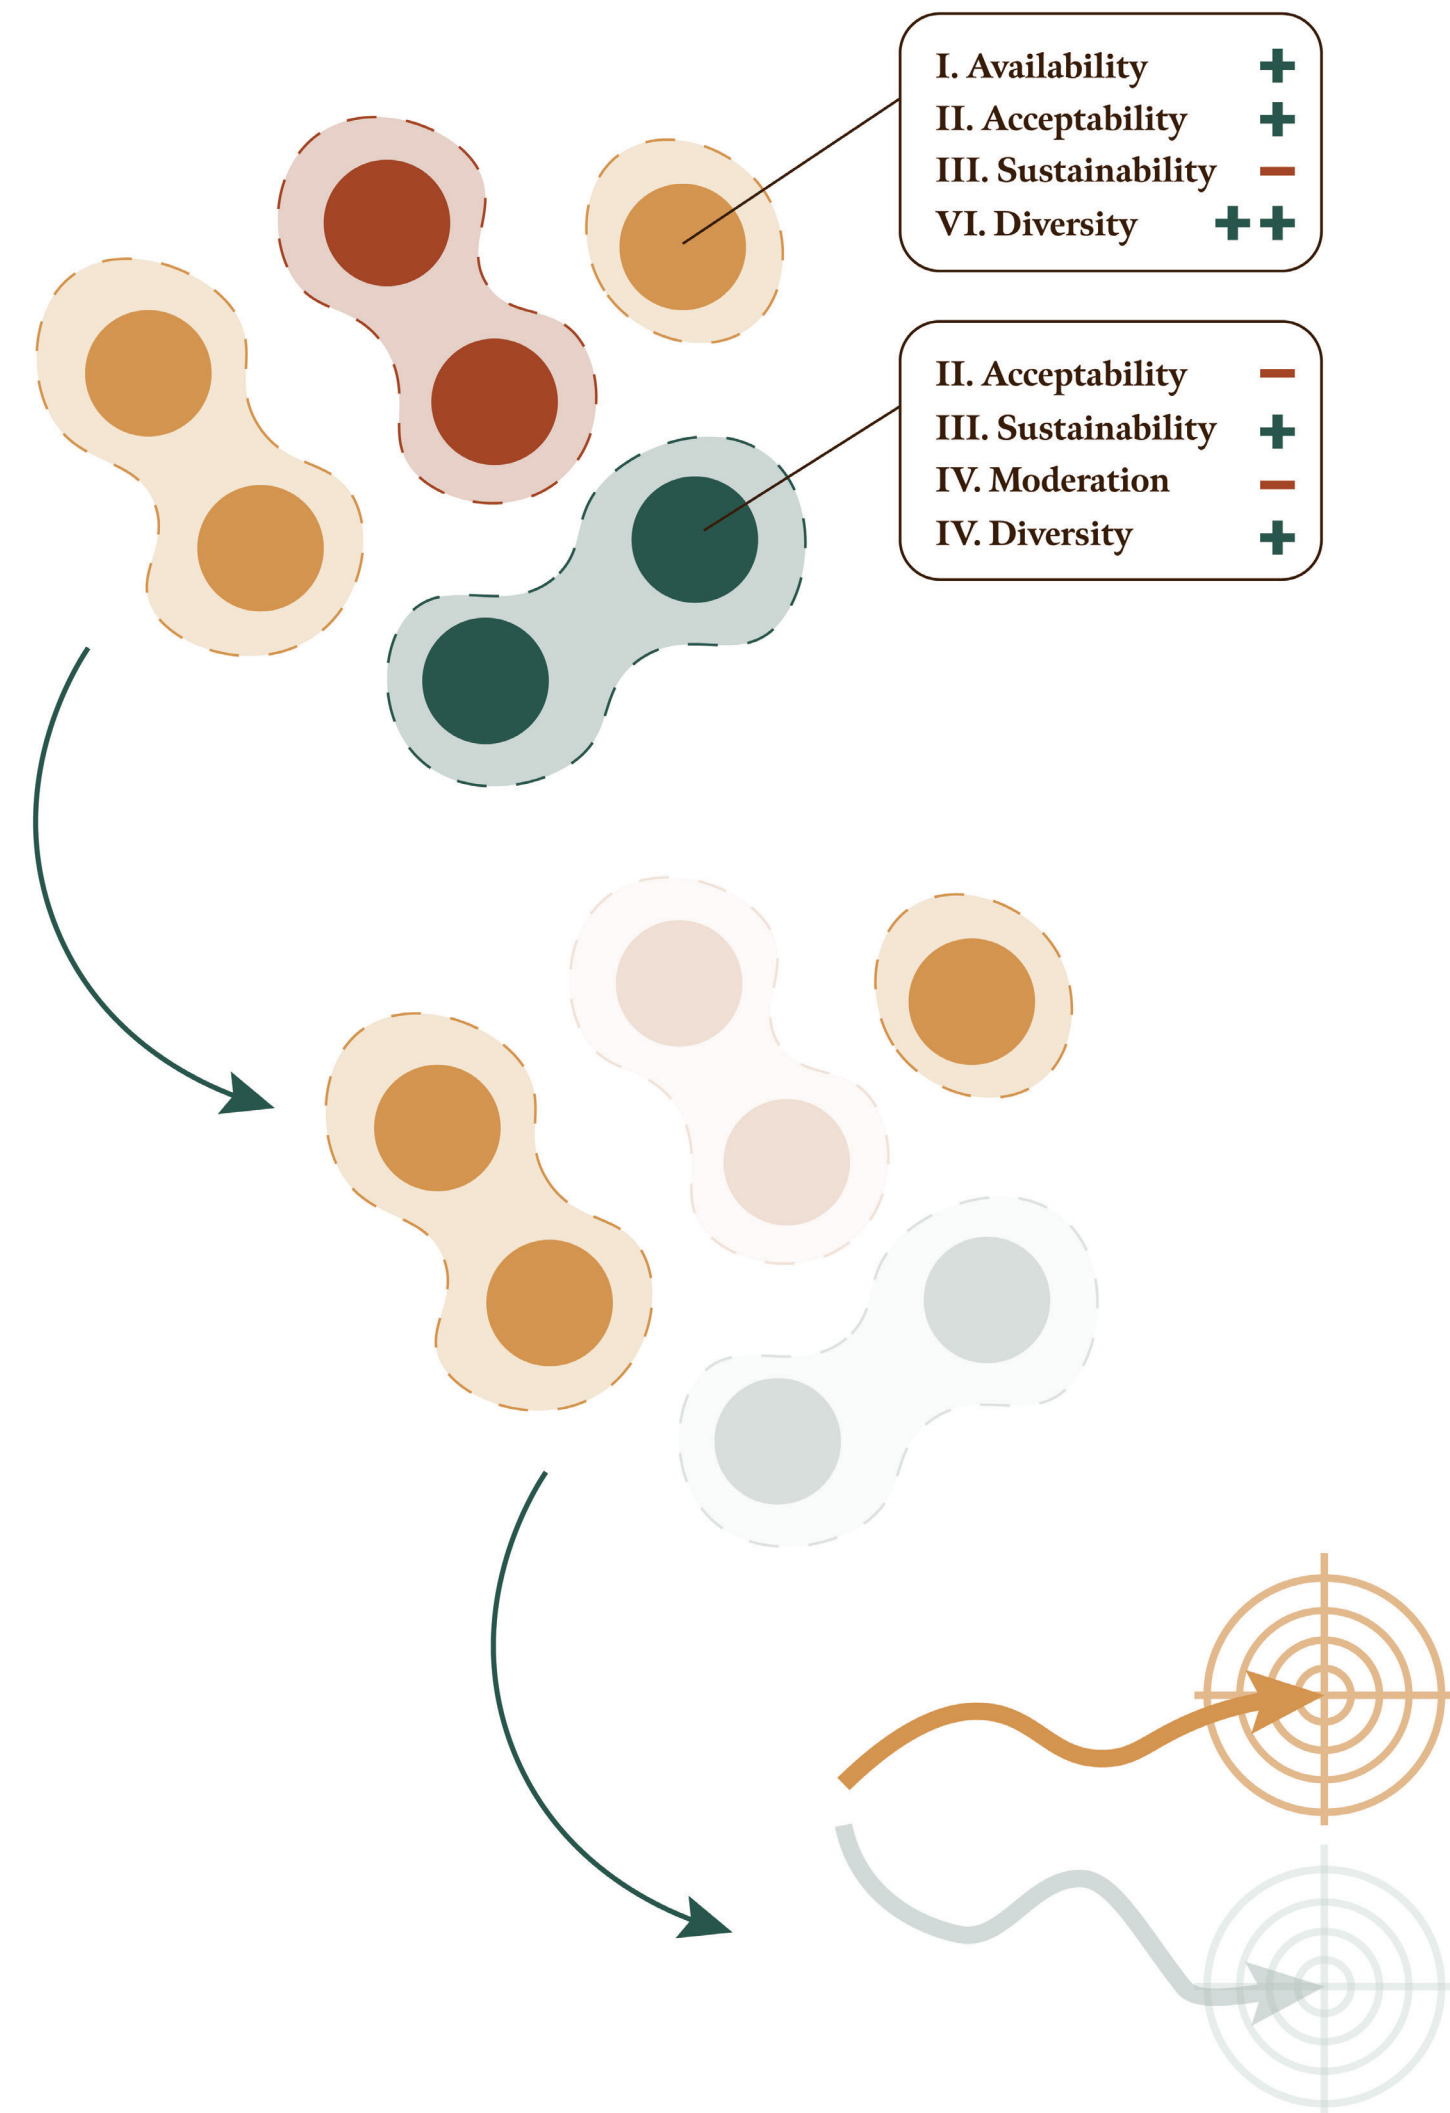 I. Availability +
II. Acceptability +
III. Sustainability −
VI. Diversity ++
II. Acceptability −
III. Sustainability +
IV. Moderation −
IV. Diversity +